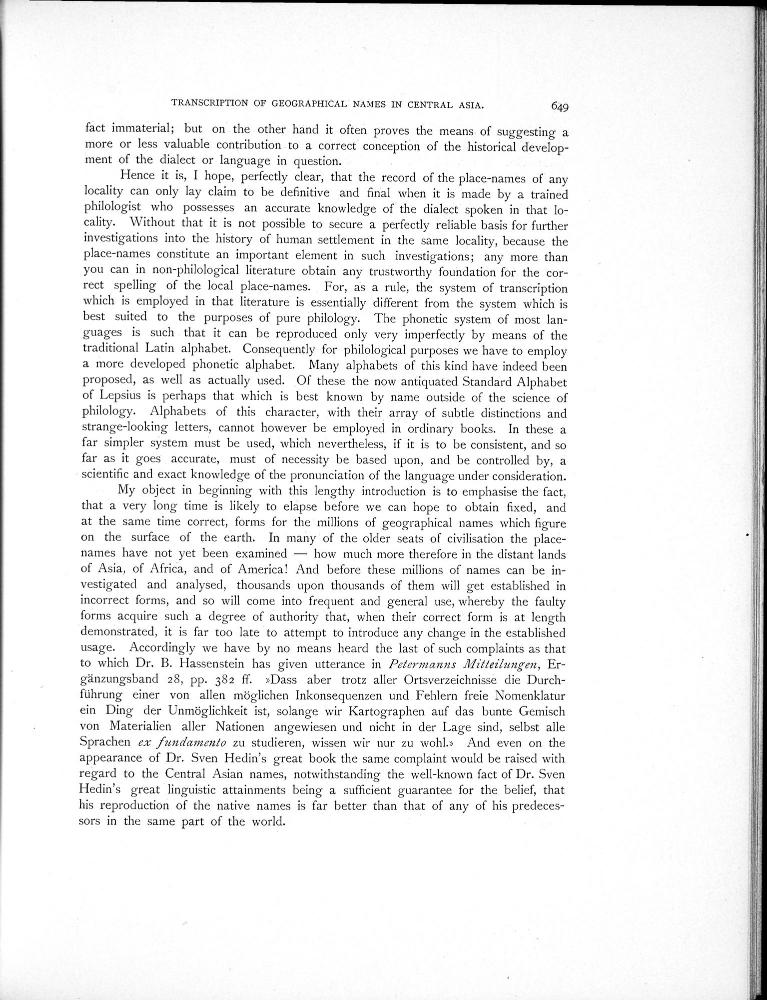 TRANSCRIPTION OF GEOGRAPHICAL NAMES IN CENTRAL ASIA. 649
fact immaterial; but on the other hand it often proves the means of suggesting a
more or less valuable contribution to a correct conception of the historical develop-
ment of the dialect or language in question.
Hence it is, I hope, perfectly clear, that the record of the place-names of any
locality can only lay claim to be definitive and final when it is made by a trained
philologist who possesses an accurate knowledge of the dialect spoken in that lo-
cality. Without that it is not possible to secure a perfectly reliable basis for further
investigations into the history of human settlement in the same locality, because the
place-names constitute an important element in such investigations; any more than
you can in non-philological literature obtain any trustworthy foundation for the cor-
rect spelling of the local place-names. For, as a rule, the system of transcription
which is employed in that literature is essentially different from the system which is
best suited to the purposes of pure philology. The phonetic system of most lan-
guages is such that it can be reproduced only very imperfectly by means of the
traditional Latin alphabet. Consequently for philological purposes we have to employ
a more developed phonetic alphabet. Many alphabets of this kind have indeed been
proposed, as well as actually used. Of these the now antiquated Standard Alphabet
of Lepsius is perhaps that which is best known by name outside of the science of
philology. Alphabets of this character, with their array of subtle distinctions and
strange-looking letters, cannot however be employed in ordinary books. In these a
far simpler system must be used, which nevertheless, if it is to be consistent, and so
far as it goes accurate, must of necessity be based upon, and be controlled by, a
scientific and exact knowledge of the pronunciation of the language under consideration.
My object in beginning with this lengthy introduction is to emphasise the fact,
that a very long time is likely to elapse before we can hope to obtain fixed, and
at the same time correct, forms for the millions of geographical names which figure
on the surface of the earth. In many of the older seats of civilisation the place-
names have not yet been examined — how much more therefore in the distant lands
of Asia, of Africa, and of America! And before these millions of names can be in-
vestigated and analysed, thousands upon thousands of them will get established in
incorrect forms, and so will come into frequent and general use, whereby the faulty
forms acquire such a degree of authority that, when their correct form is at length
demonstrated, it is far too late to attempt to introduce any change in the established
usage. Accordingly we have by no means heard the last of such complaints as that
to which Dr. B. Hassenstein has given utterance in Petermanns Mitteilungen, Er-
gänzungsband 28, pp. 382 ff. »Dass aber trotz aller Ortsverzeichnisse die Durch-
führung einer von allen möglichen Inkonsequenzen und Fehlern freie Nomenklatur
ein Ding der Unmöglichkeit ist, solange wir Kartographen auf das bunte Gemisch
von Materialien aller Nationen angewiesen und nicht in der Lage sind, selbst alle
Sprachen ex fundamento zu studieren, wissen wir nur zu wohl.» And even on the
appearance of Dr. Sven Hedin's great book the same complaint would be raised with
regard to the Central Asian names, notwithstanding the well-known fact of Dr. Sven
Hedin's great linguistic attainments being a sufficient guarantee for the belief, that
his reproduction of the native names is far better than that of any of his predeces-
sors in the same part of the world.